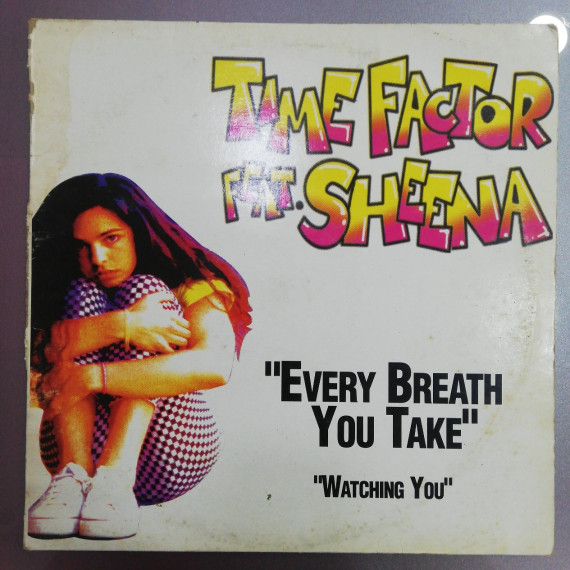 TIME FACTOR
FEAT. SHEENA
"EVERY BREATH
YOU TAKE"
"WATCHING YOU"